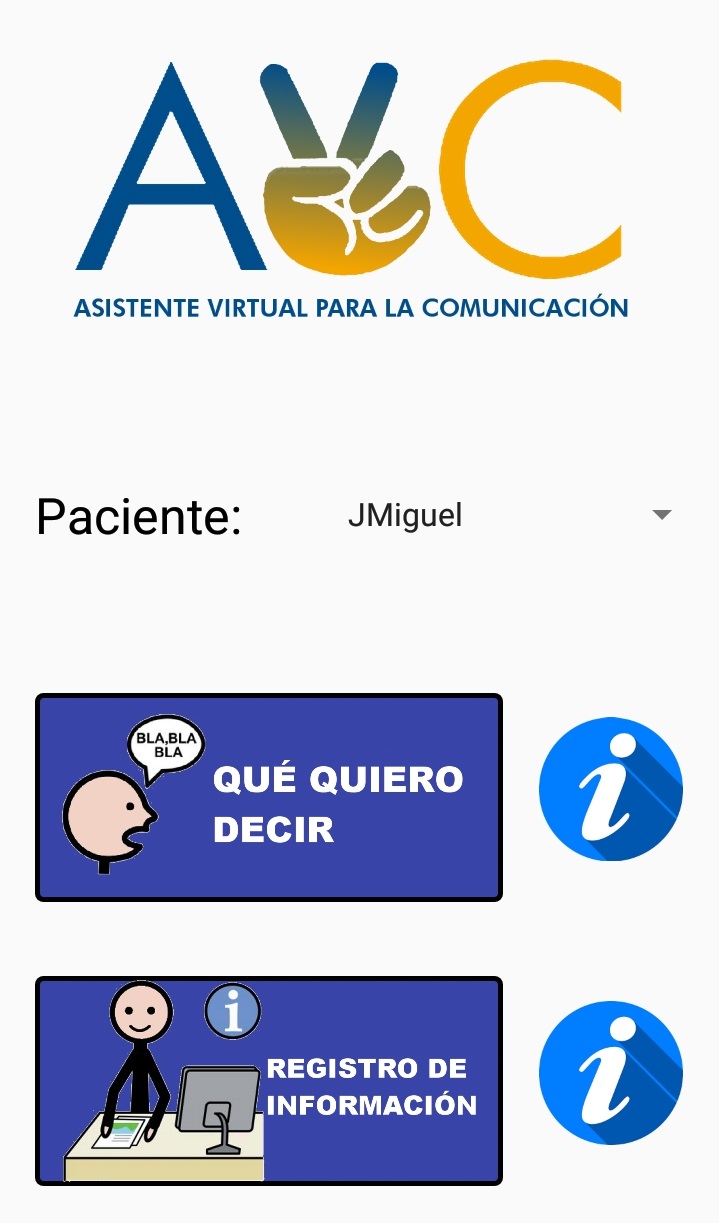 AVC
ASISTENTE VIRTUAL PARA LA COMUNICACIÓN
Paciente: JMiguel
BLA,BLA
BLA
QUÉ QUIERO
DECIR
i
i
REGISTRO DE
INFORMACIÓN
i